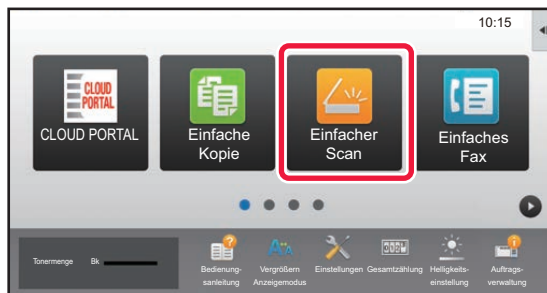 10:15
CLOUD
PORTAL
CLOUD PORTAL
Einfache
Kopie
Einfacher
Scan
Einfaches
Fax
Tonermenge Bk
Bedienung-
sanleitung
Vergrößern
Anzeigemodus
Einstellungen
Gesamtzählung
Helligkeits-
einstellung
Auftrags-
verwaltung